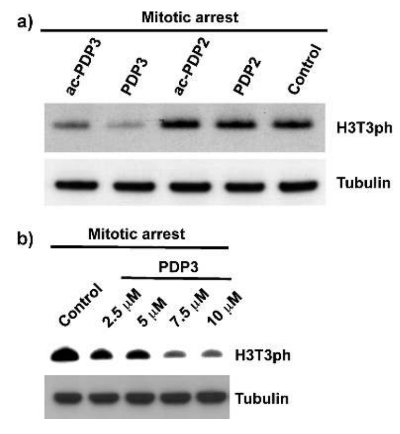 a)
Mitotic arrest
ac-PDP3 PDP3 ac-PDP2 PDP2 Control
H3T3ph
Tubulin
b)
Mitotic arrest
PDP3
Control 2.5 μM 5 μM 7.5 μM 10 μM
H3T3ph
Tubulin